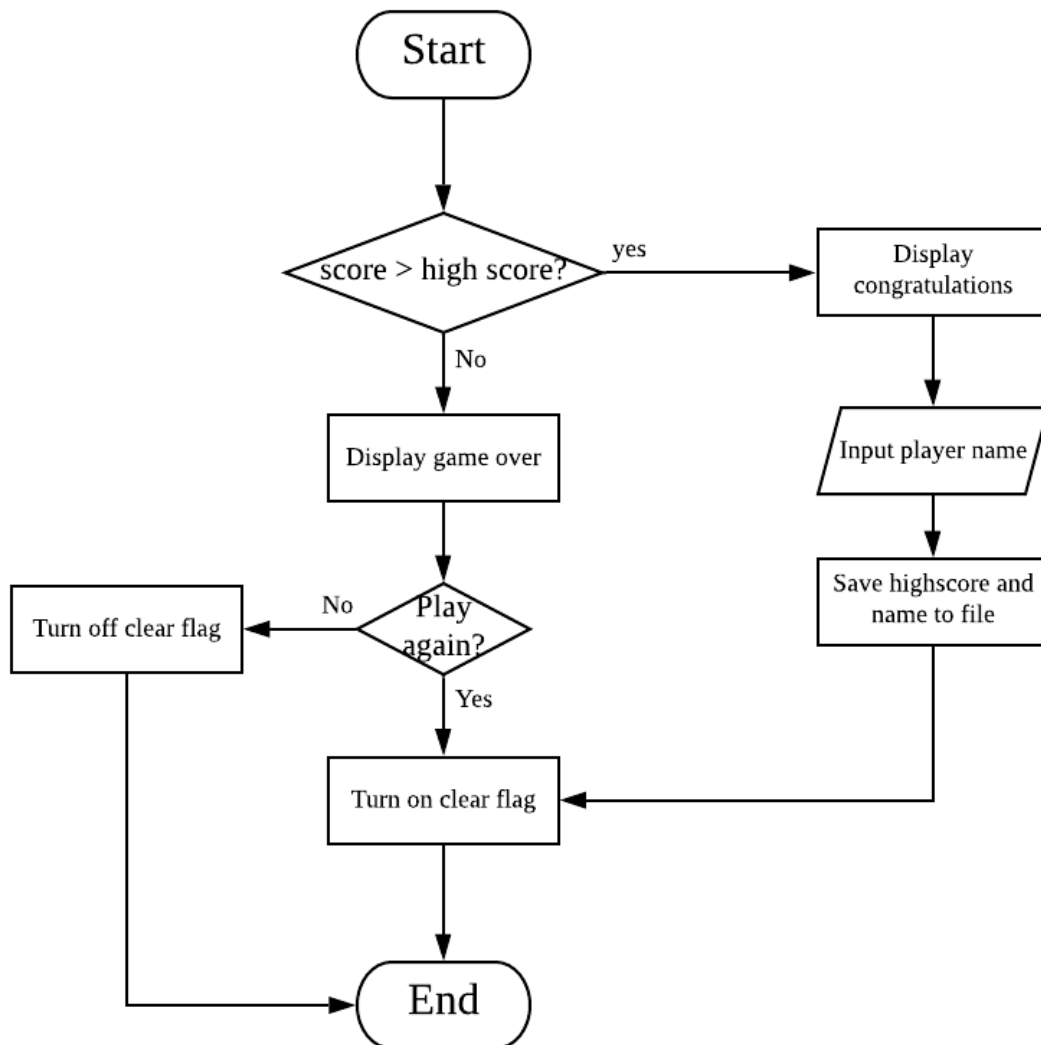 Start
score > high score?
yes
Display
congratulations
No
Display game over
Input player name
Save highscore and
name to file
Play
again?
No
Turn off clear flag
Yes
Turn on clear flag
End